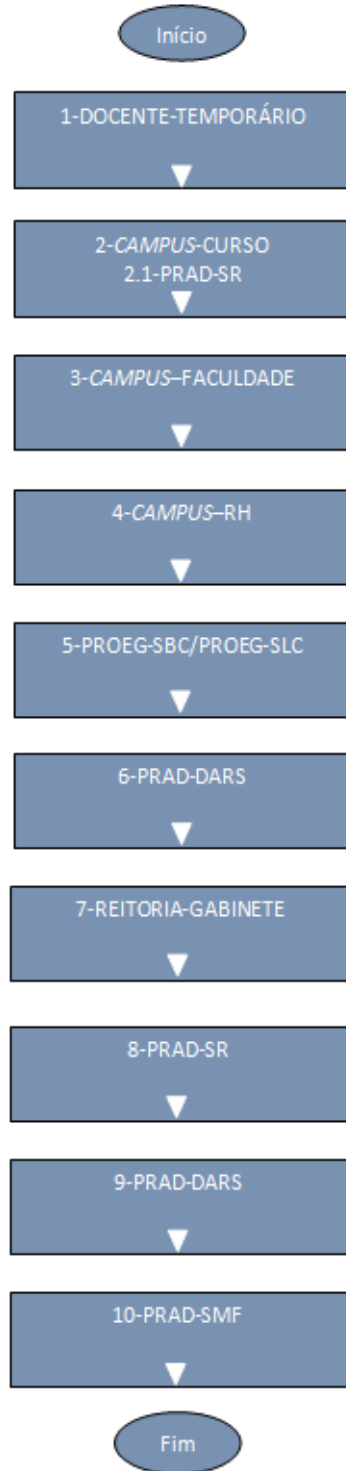 Início
1-DOCENTE-TEMPORÁRIO
2-CAMPUS-CURSO
2.1-PRAD-SR
3-CAMPUS–FACULDADE
4-CAMPUS–RH
5-PROEG-SBC/PROEG-SLC
6-PRAD-DARS
7-REITORIA-GABINETE
8-PRAD-SR
9-PRAD-DARS
10-PRAD-SMF
Fim